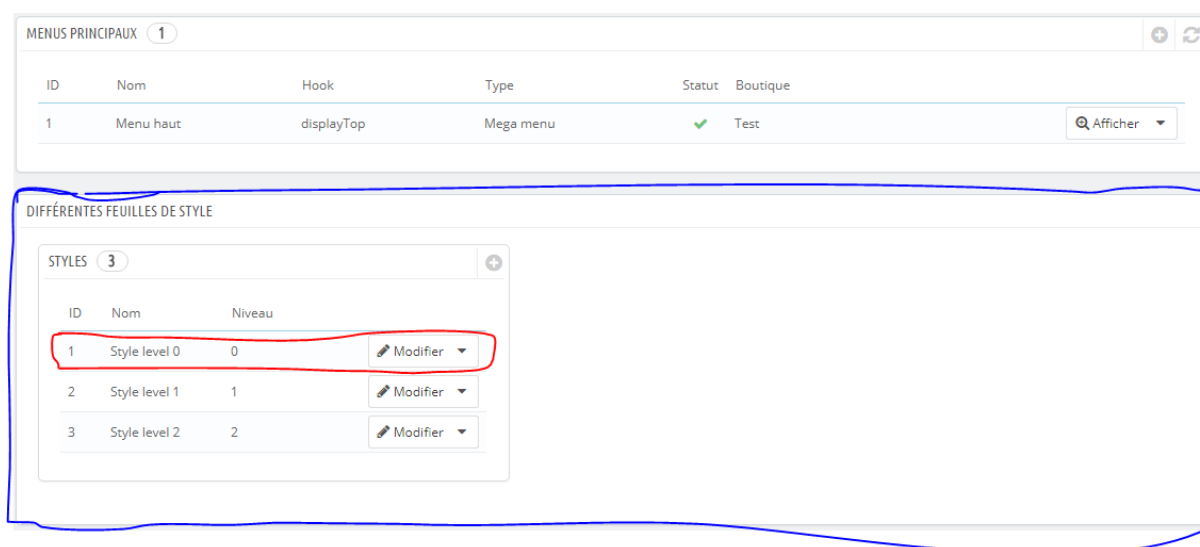 MENUS PRINCIPAUX 1
ID Nom Hook Type Statut Boutique
1 Menu haut displayTop Mega menu Test Afficher
DIFFÉRENTES FEUILLES DE STYLE
STYLES 3
ID Nom Niveau
1 Style level 0 0 Modifier
2 Style level 1 1 Modifier
3 Style level 2 2 Modifier